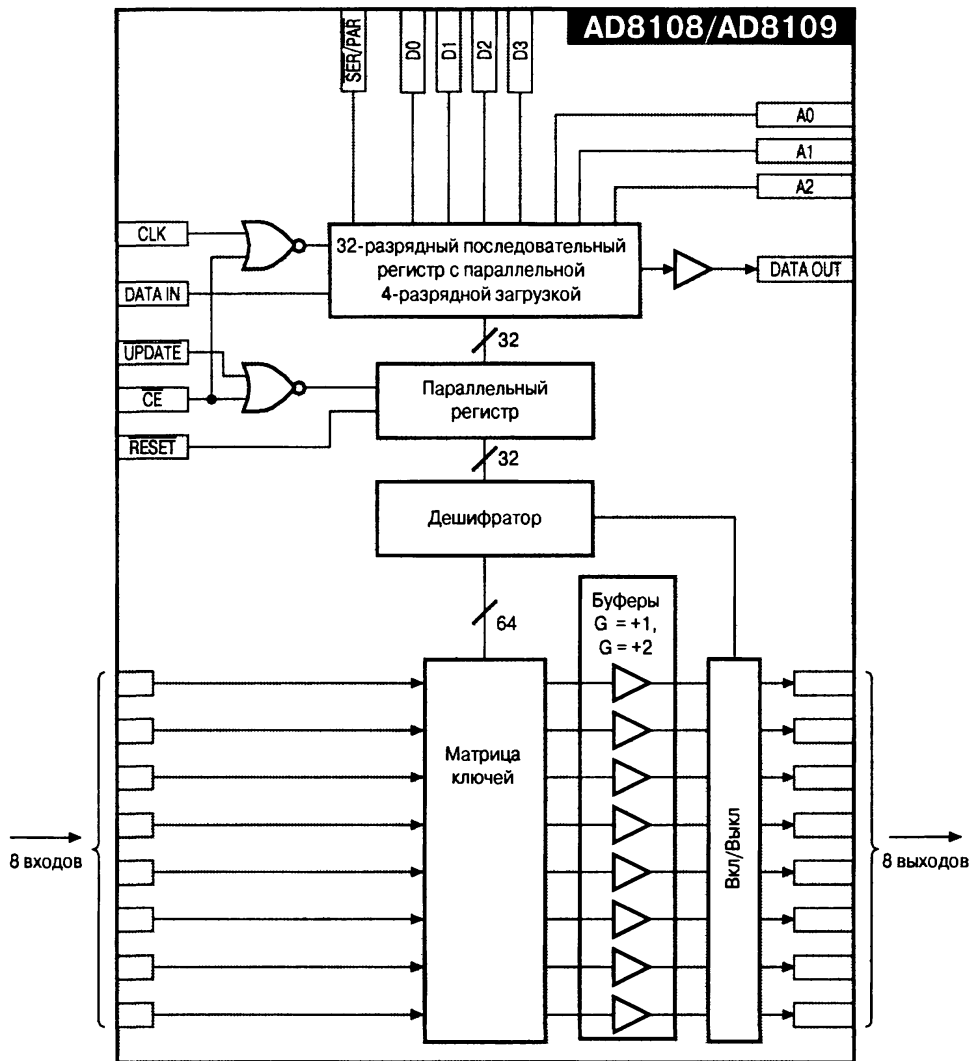 AD8108/AD8109
SER/PAR
D0
D1
D2
D3
A0
A1
A2
CLK
DATA IN
UPDATE
CE
RESET
32-разрядный последовательный
регистр с параллельной
4-разрядной загрузкой
DATA OUT
32
Параллельный
регистр
32
Дешифратор
64
Буферы
G = +1,
G = +2
Матрица
ключей
Вкл/Выкл
8 входов
8 выходов